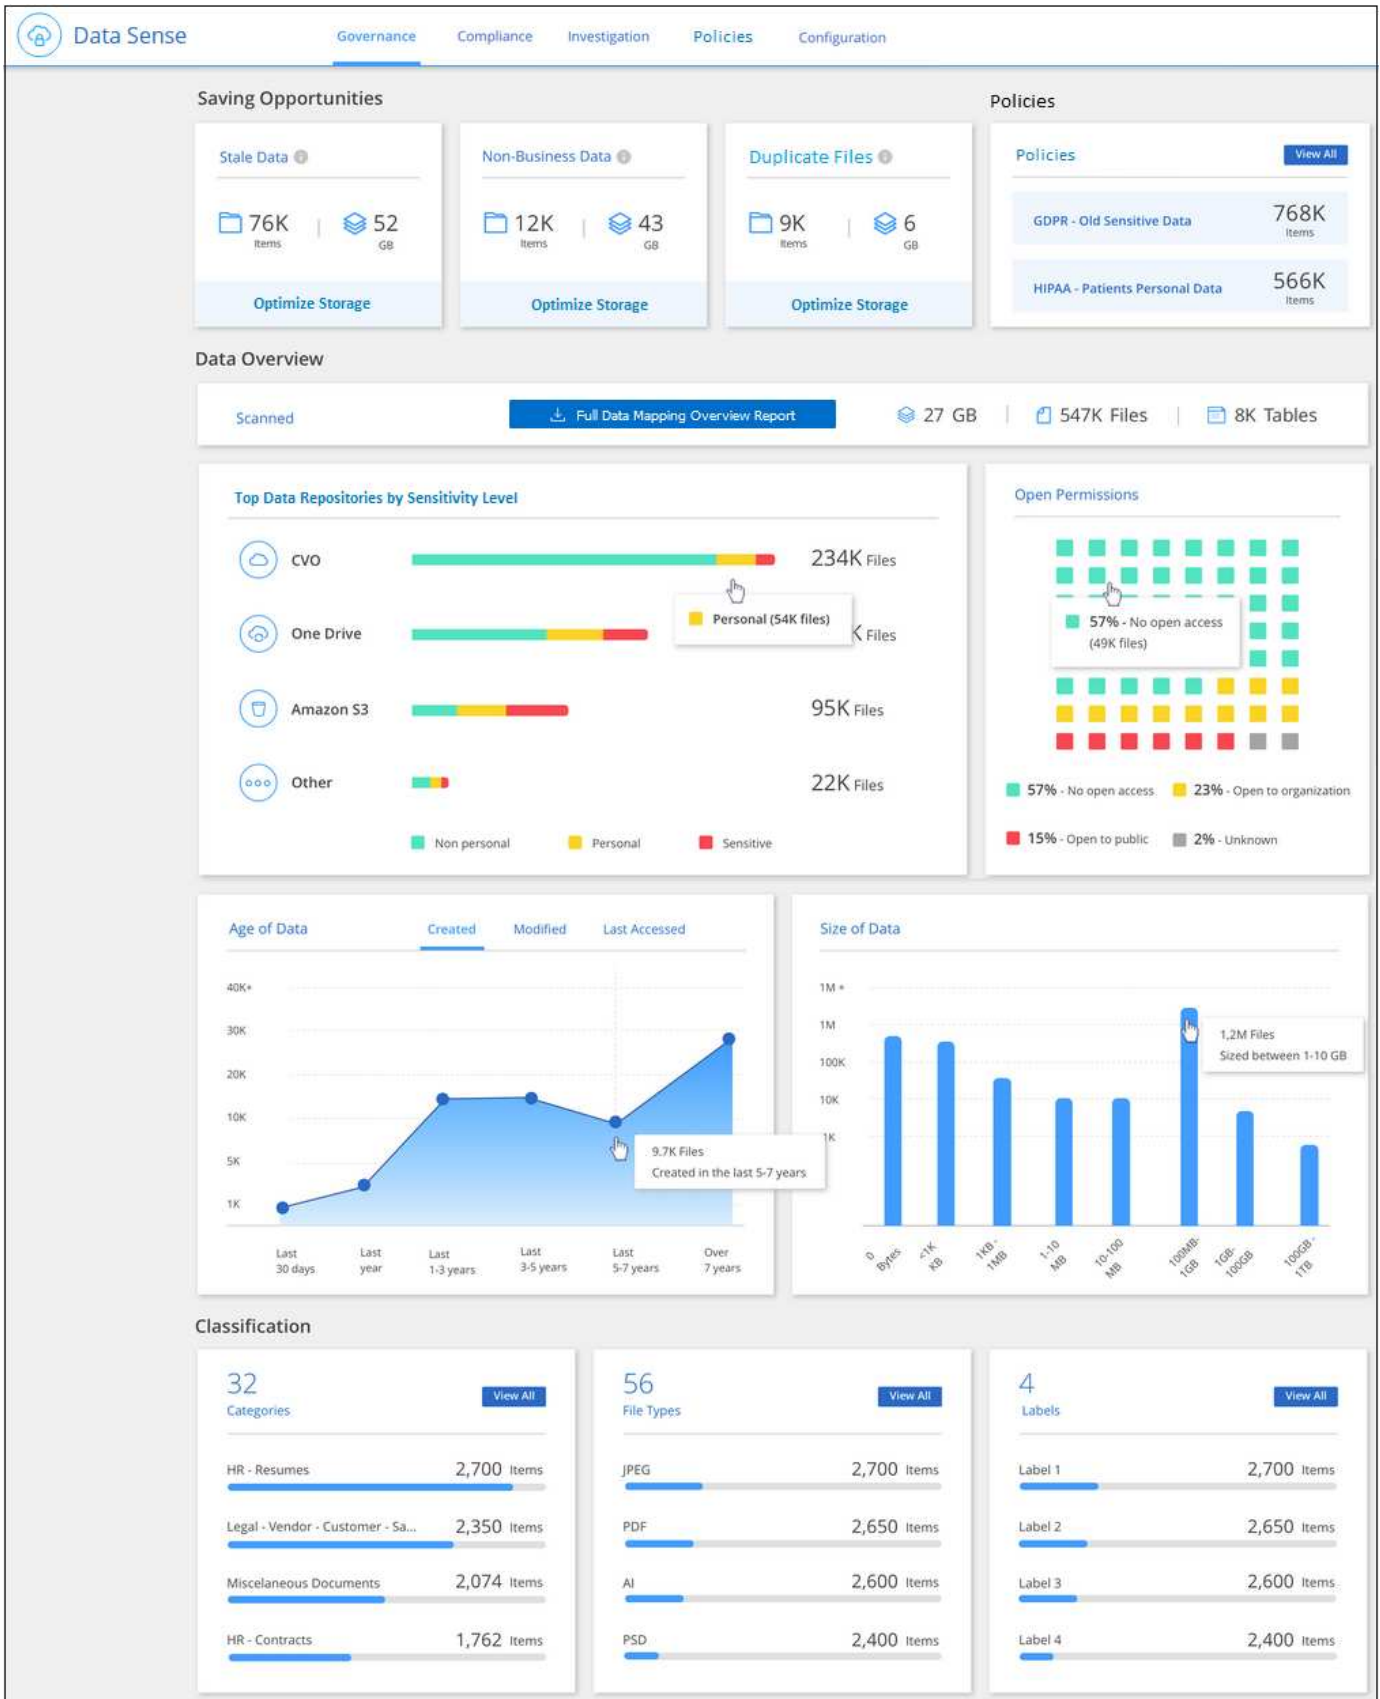 Data Sense
Governance
Compliance
Investigation
Policies
Configuration
Saving Opportunities
Policies
Stale Data
76K
Items
52
GB
Optimize Storage
Non-Business Data
12K
Items
43
GB
Optimize Storage
Duplicate Files
9K
Items
6
GB
Optimize Storage
Policies
View All
GDPR - Old Sensitive Data
768K
Items
HIPAA - Patients Personal Data
566K
Items
Data Overview
Scanned
Full Data Mapping Overview Report
27 GB
547K Files
8K Tables
Top Data Repositories by Sensitivity Level
CVO
234K Files
Personal (54K files)
One Drive
K Files
Amazon S3
95K Files
Other
22K Files
Non personal
Personal
Sensitive
Open Permissions
57% - No open access
(49K files)
57% - No open access
23% - Open to organization
15% - Open to public
2% - Unknown
Age of Data
Created
Modified
Last Accessed
40K+
30K
20K
10K
5K
1K
9.7K Files
Created in the last 5-7 years
Last
30 days
Last
year
Last
1-3 years
Last
3-5 years
Last
5-7 years
Over
7 years
Size of Data
1M +
1M
100K
10K
1K
1,2M Files
Sized between 1-10 GB
0
Bytes
<1K
KB
1KB -
1MB
1-10
MB
10-100
MB
100MB-
1GB
1GB-
100GB
100GB -
1TB
Classification
32
Categories
View All
HR - Resumes
2,700 Items
Legal - Vendor - Customer - Sa...
2,350 Items
Miscelaneous Documents
2,074 Items
HR - Contracts
1,762 Items
56
File Types
View All
JPEG
2,700 Items
PDF
2,650 Items
AI
2,600 Items
PSD
2,400 Items
4
Labels
View All
Label 1
2,700 Items
Label 2
2,650 Items
Label 3
2,600 Items
Label 4
2,400 Items